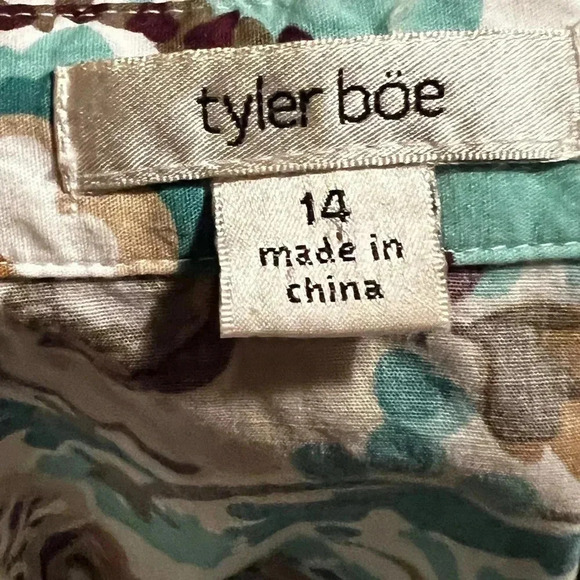 tyler böe
14
made in
china